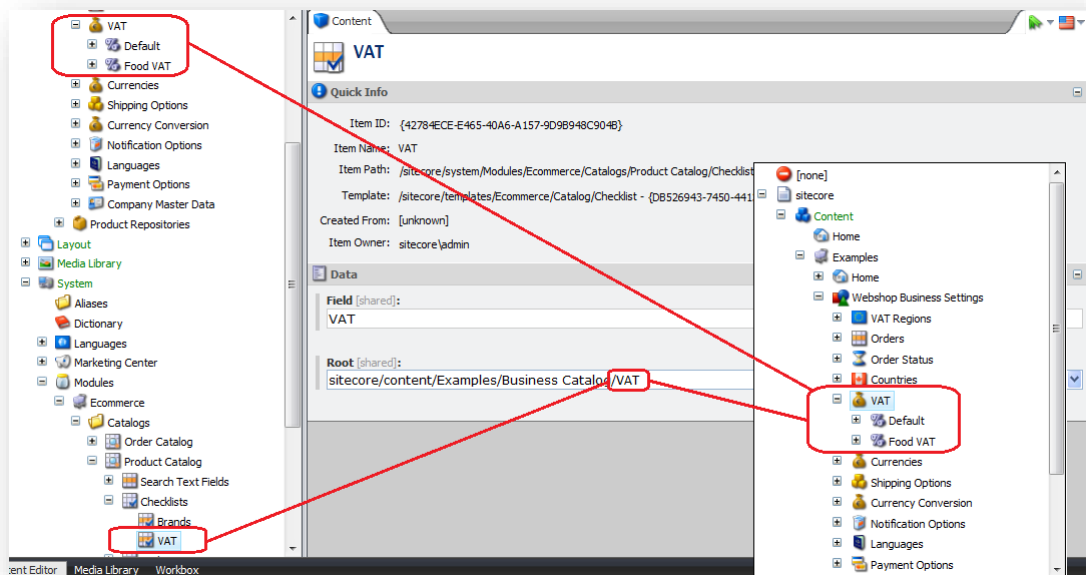 VAT
Default
Food VAT
Currencies
Shipping Options
Currency Conversion
Notification Options
Languages
Payment Options
Company Master Data
Product Repositories
Layout
Media Library
System
Aliases
Dictionary
Languages
Marketing Center
Modules
Ecommerce
Catalogs
Order Catalog
Product Catalog
Search Text Fields
Checklists
Brands
VAT
Content
VAT
Quick Info
Item ID: {42784ECE-E465-40A6-A157-9D9B948C904B}
Item Name: VAT
Item Path: /sitecore/system/Modules/Ecommerce/Catalogs/Product Catalog/Checklist
Template: /sitecore/templates/Ecommerce/Catalog/Checklist - {DB526943-7450-441
Created From: [unknown]
Item Owner: sitecore\admin
Data
Field [shared]:
VAT
Root [shared]:
sitecore/content/Examples/Business Catalog/VAT
[none]
sitecore
Content
Home
Examples
Home
Webshop Business Settings
VAT Regions
Orders
Order Status
Countries
VAT
Default
Food VAT
Currencies
Shipping Options
Currency Conversion
Notification Options
Languages
Payment Options
ent Editor Media Library Workbox